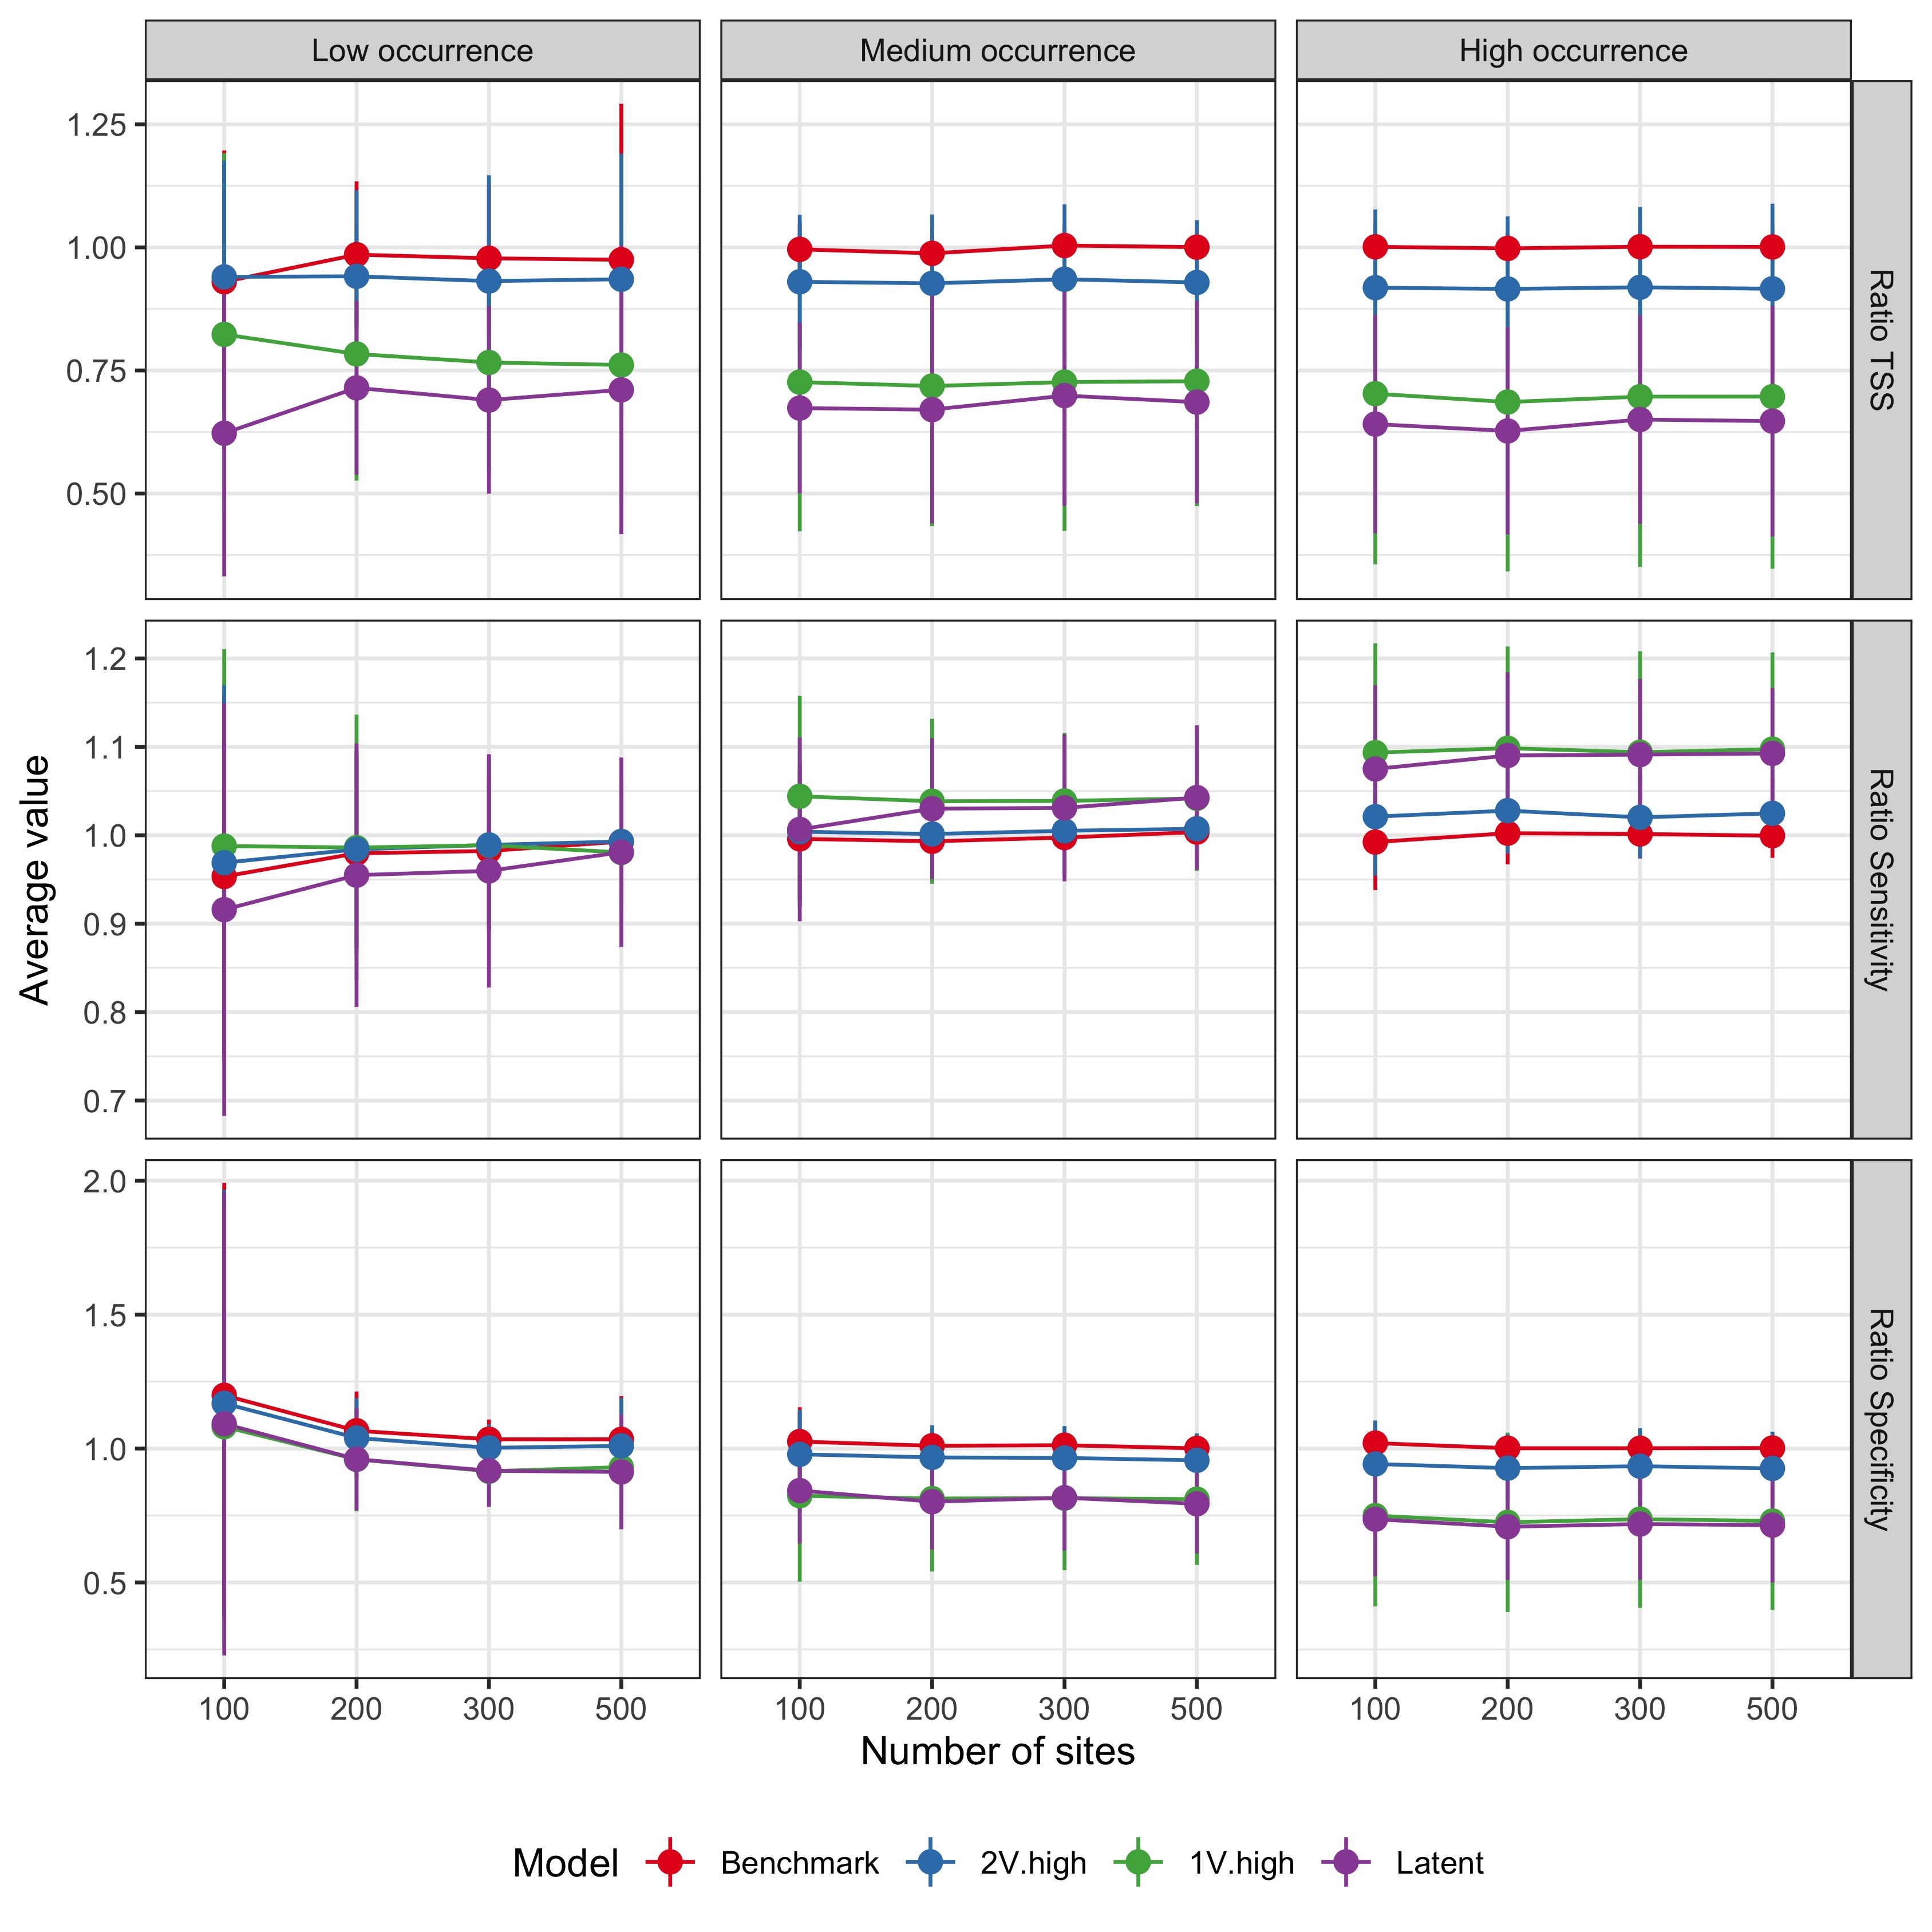 Low occurrence
Medium occurrence
High occurrence
1.25
1.00
0.75
0.50
Ratio TSS
1.2
1.1
1.0
0.9
0.8
0.7
Ratio Sensitivity
2.0
1.5
1.0
0.5
Ratio Specificity
Average value
100 200 300 500
100 200 300 500
100 200 300 500
Number of sites
Model Benchmark 2V.high 1V.high Latent